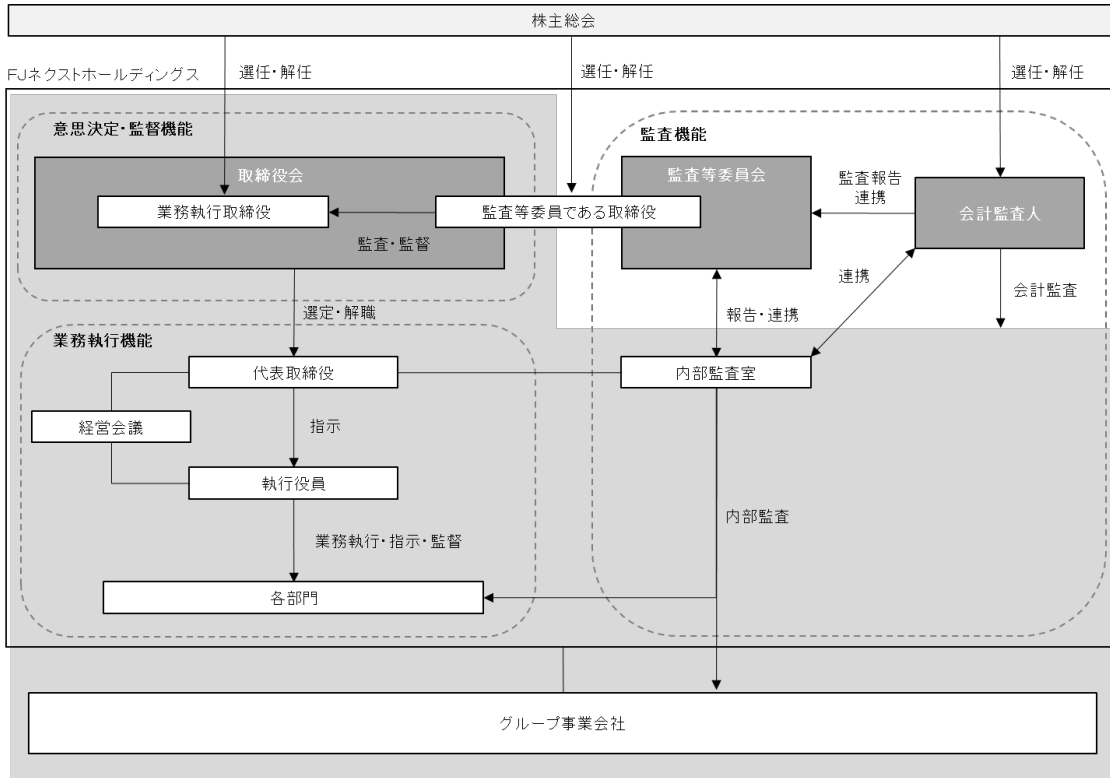 株主総会
FJネクストホールディングス
選任・解任
選任・解任
選任・解任
意思決定・監督機能
監査機能
取締役会
監査等委員会
監査報告
連携
会計監査人
業務執行取締役
監査等委員である取締役
監査・監督
連携
会計監査
選定・解職
報告・連携
業務執行機能
代表取締役
内部監査室
経営会議
指示
執行役員
内部監査
業務執行・指示・監督
各部門
グループ事業会社